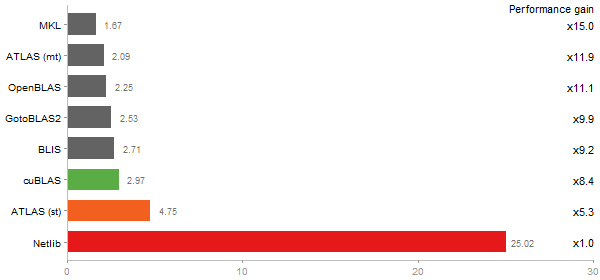 Performance gain
MKL 1.67 x15.0
ATLAS (mt) 2.09 x11.9
OpenBLAS 2.25 x11.1
GotoBLAS2 2.53 x9.9
BLIS 2.71 x9.2
cuBLAS 2.97 x8.4
ATLAS (st) 4.75 x5.3
Netlib 25.02 x1.0
0 10 20 30